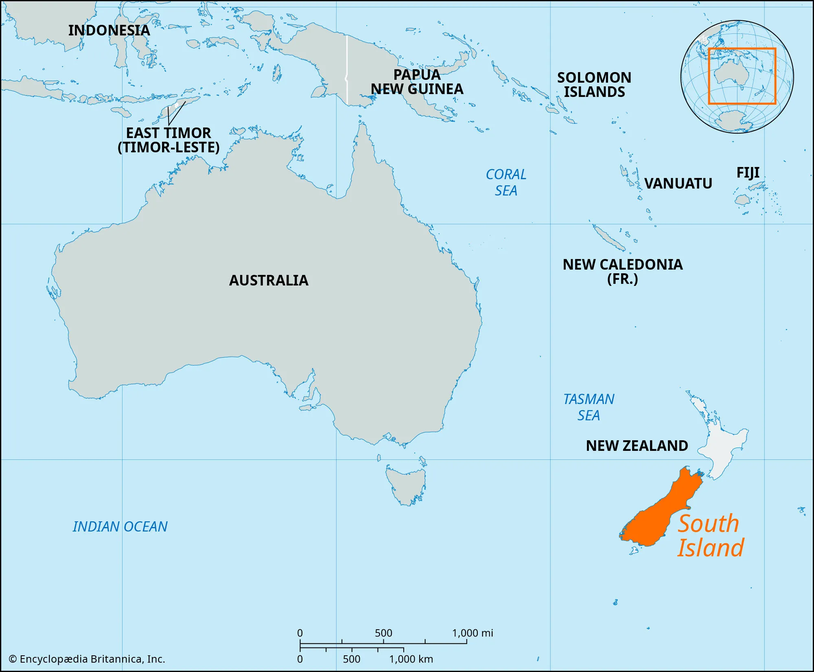 INDONESIA
PAPUA
NEW GUINEA
SOLOMON
ISLANDS
EAST TIMOR
(TIMOR-LESTE)
CORAL
SEA
VANUATU
FIJI
NEW CALEDONIA
(FR.)
AUSTRALIA
TASMAN
SEA
NEW ZEALAND
South
Island
INDIAN OCEAN
0 500 1,000 mi
0 500 1,000 km
© Encyclopædia Britannica, Inc.